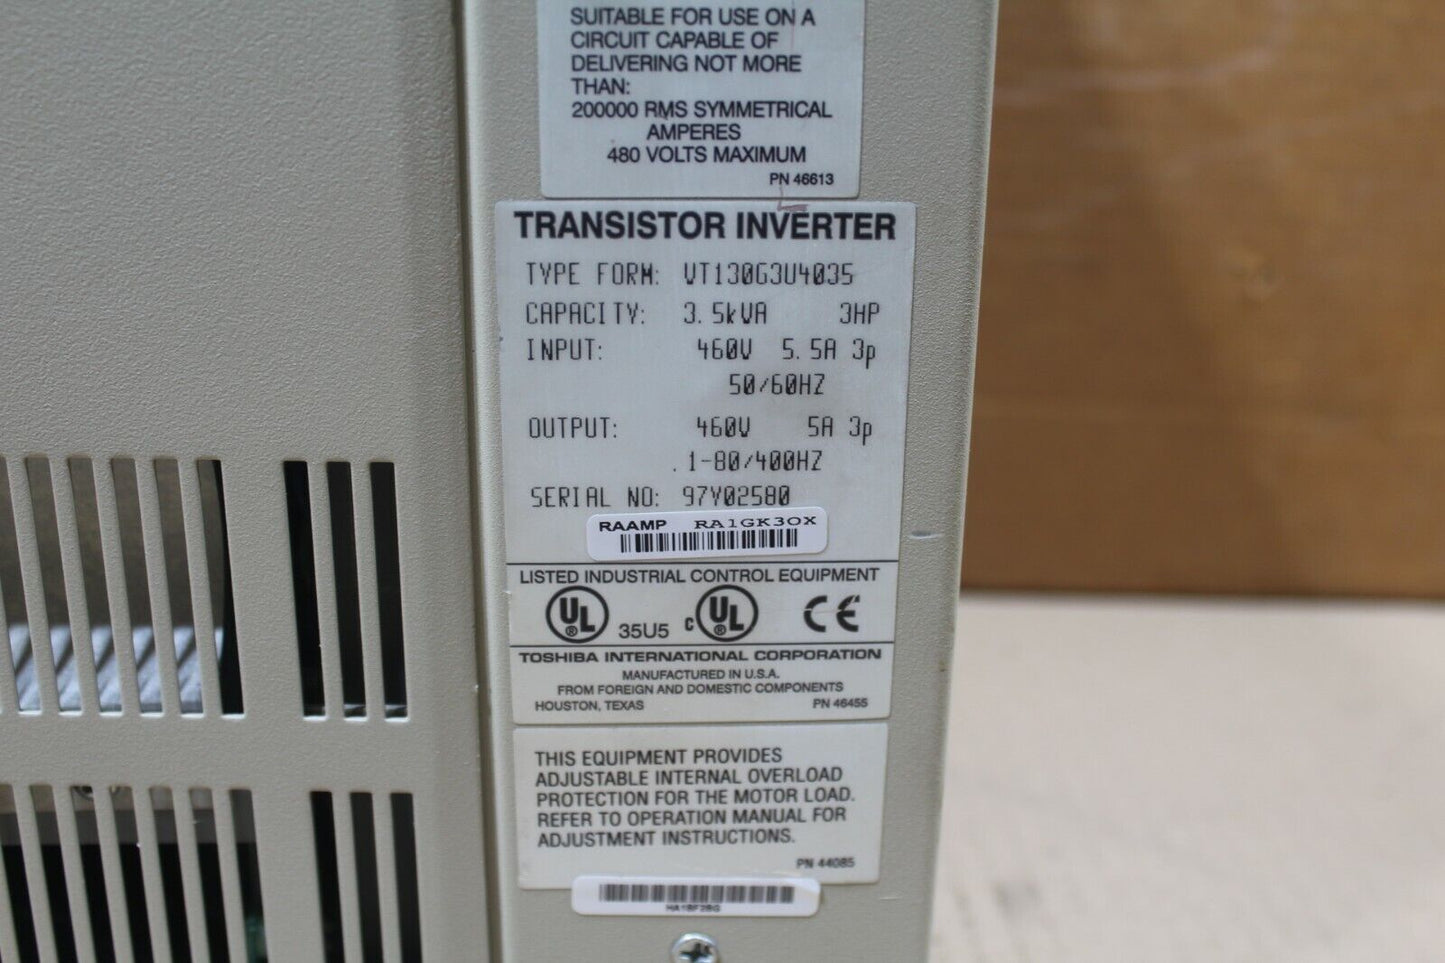 SUITABLE FOR USE ON A
CIRCUIT CAPABLE OF
DELIVERING NOT MORE
THAN:
200000 RMS SYMMETRICAL
AMPERES
480 VOLTS MAXIMUM
PN 46613
TRANSISTOR INVERTER
TYPE FORM: VT130G3U4035
CAPACITY: 3.5kVA 3HP
INPUT: 460V 5.5A 3p
50/60HZ
OUTPUT: 460V 5A 3p
.1-80/400HZ
SERIAL NO: 97Y02580
RAAMP RA1GK3OX
LISTED INDUSTRIAL CONTROL EQUIPMENT
UL ® 35U5 c UL ® CE
TOSHIBA INTERNATIONAL CORPORATION
MANUFACTURED IN U.S.A.
FROM FOREIGN AND DOMESTIC COMPONENTS
HOUSTON, TEXAS PN 46455
THIS EQUIPMENT PROVIDES
ADJUSTABLE INTERNAL OVERLOAD
PROTECTION FOR THE MOTOR LOAD.
REFER TO OPERATION MANUAL FOR
ADJUSTMENT INSTRUCTIONS.
PN 44085